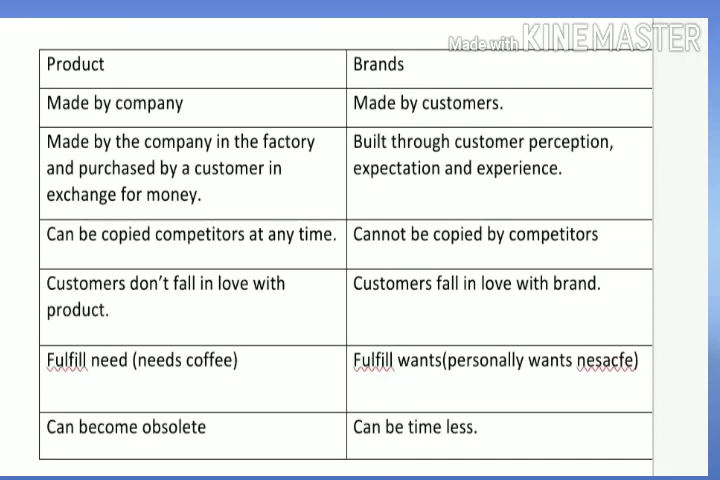 Made with KINEMASTER
Product
Brands
Made by company
Made by customers.
Made by the company in the factory
and purchased by a customer in
exchange for money.
Built through customer perception,
expectation and experience.
Can be copied competitors at any time.
Cannot be copied by competitors
Customers don’t fall in love with
product.
Customers fall in love with brand.
Fulfill need (needs coffee)
Fulfill wants(personally wants nesacfe)
Can become obsolete
Can be time less.